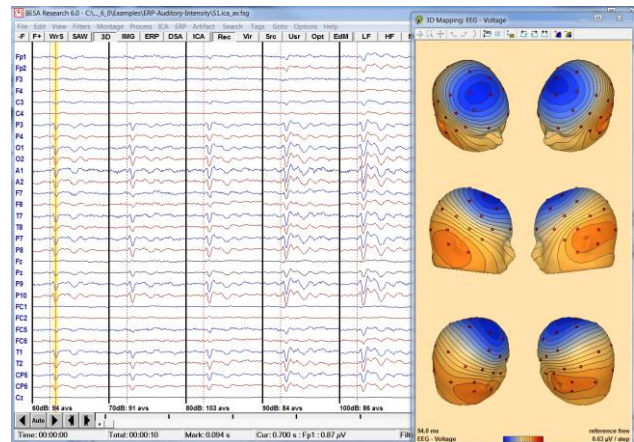 BESA Research 6.0 - C:\..._6_0\Examples\ERP-Auditory-Intensity\S1.ica_av.fsg
File Edit View Filters Montage Process ICA ERP Artifact Search Tags Goto Options Help
-F F+ WrS SAW 3D IMG ERP DSA ICA Rec Vir Src Usr Opt EdM LF HF
Fp1
Fp2
F3
F4
C3
C4
P3
P4
O1
O2
A1
A2
F7
F8
T7
T8
P7
P8
Fz
Pz
P9
P10
FC1
FC2
FC5
FC6
T1
T2
CP5
CP6
Cz
60dB: 94 avs 70dB: 91 avs 80dB: 103 avs 90dB: 84 avs 100dB: 86 avs
Auto
Time: 00:00:00 Total: 00:00:10 Mark: 0.094 s Cur: 0.700 s : Fp1 : 0.87 µV
3D Mapping: EEG - Voltage
94.0 ms reference free
EEG - Voltage 0.63 µV / step